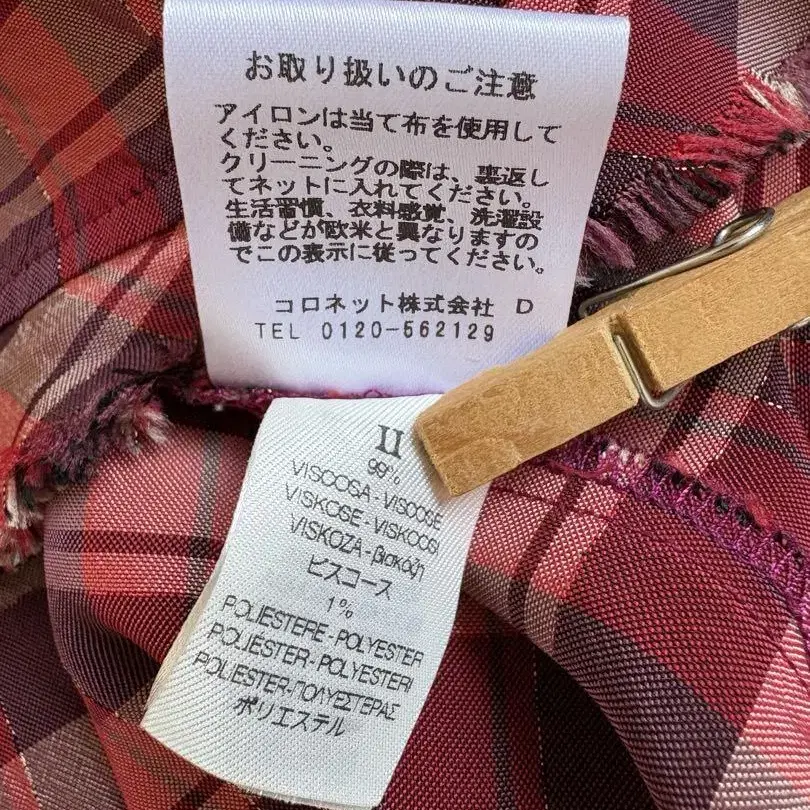 お取り扱いのご注意
アイロンは当て布を使用して
ください。
クリーニングの際は、裏返し
てネットに入れてください。
生活習慣、衣料感覚、洗濯設
備などが欧米と異なりますの
でこの表示に従ってください。
コロネット株式会社 D
TEL 0120-562129
II
99%
VISCOSA - VISCOSE
VISKOSE - VISKOOSI
VISKOZA - βισκόζη
ビスコース
1%
POLIESTERE - POLYESTER
POLIÉSTER - POLYESTERI
POLIESTER - ΠΟΛΥΕΣΤΕΡΑΣ
ポリエステル